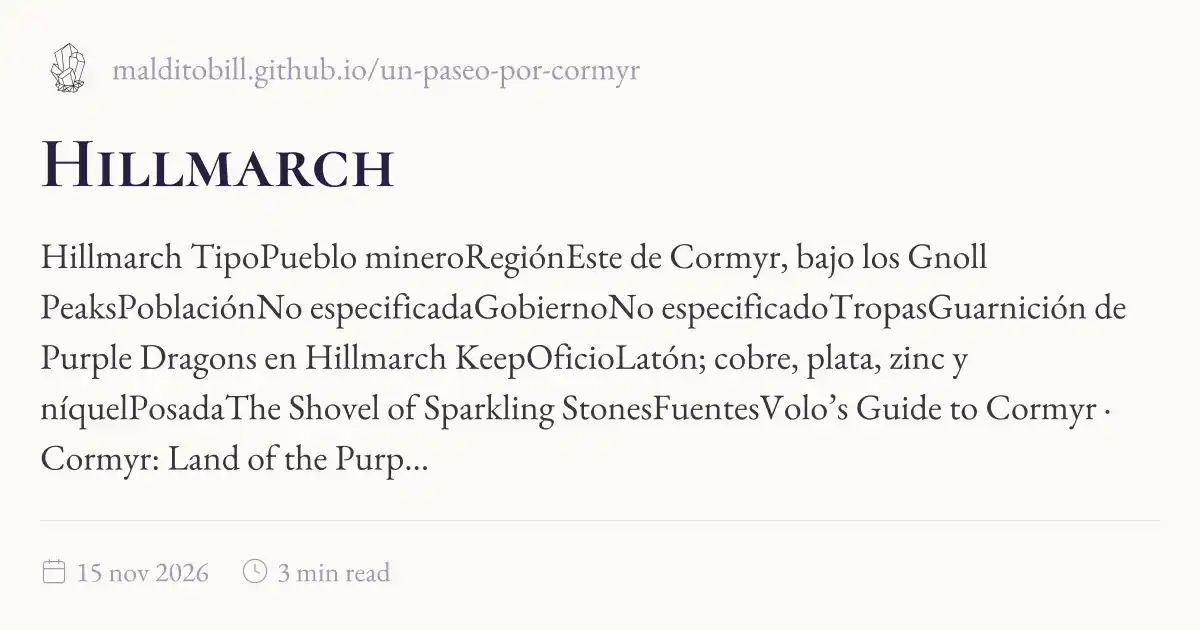 malditobill.github.io/un-paseo-por-cormyr
Hillmarch
Hillmarch TipoPueblo mineroRegiónEste de Cormyr, bajo los Gnoll
PeaksPoblaciónNo especificadaGobiernoNo especificadoTropasGuarnición de
Purple Dragons en Hillmarch KeepOficioLatón; cobre, plata, zinc y
níquelPosadaThe Shovel of Sparkling StonesFuentesVolo’s Guide to Cormyr ·
Cormyr: Land of the Purp...
15 nov 2026 3 min read